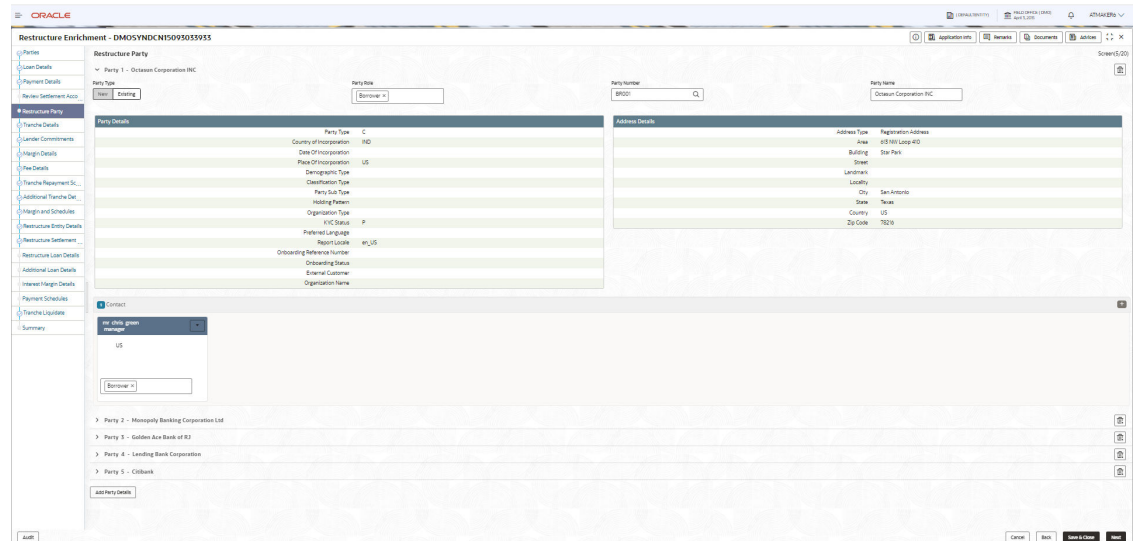 ORACLE
(DEFAULTENTITY)
FIELD OFFICE (DMO)
April 5, 2015
ATMAKER6
Restructure Enrichment - DMOSYNDCN15093033933
Application Info
Remarks
Documents
Advices
Parties
Loan Details
Payment Details
Review Settlement Acco
Restructure Party
Tranche Details
Lender Commitments
Margin Details
Fee Details
Tranche Repayment Sc...
Additional Tranche Det...
Margin and Schedules
Restructure Entity Details
Restructure Settlement ...
Restructure Loan Details
Additional Loan Details
Interest Margin Details
Payment Schedules
Tranche Liquidate
Summary
Restructure Party
Screen(5/20)
Party 1 - Octasun Corporation INC
Party Type
New Existing
Party Role
Borrower ×
Party Number
BR001
Party Name
Octasun Corporation INC
Party Details
Party Type C
Country of Incorporation IND
Date Of Incorporation
Place Of Incorporation US
Demographic Type
Classification Type
Party Sub Type
Holding Pattern
Organization Type
KYC Status P
Preferred Language
Report Locale en_US
Onboarding Reference Number
Onboarding Status
External Customer
Organization Name
Address Details
Address Type Registration Address
Area 613 NW Loop 410
Building Star Park
Street
Landmark
Locality
City San Antonio
State Texas
Country US
Zip Code 78216
Contact
mr chris green
manager
US
Borrower ×
Party 2 - Monopoly Banking Corporation Ltd
Party 3 - Golden Ace Bank of RJ
Party 4 - Lending Bank Corporation
Party 5 - Citibank
Add Party Details
Audit
Cancel
Back
Save & Close
Next